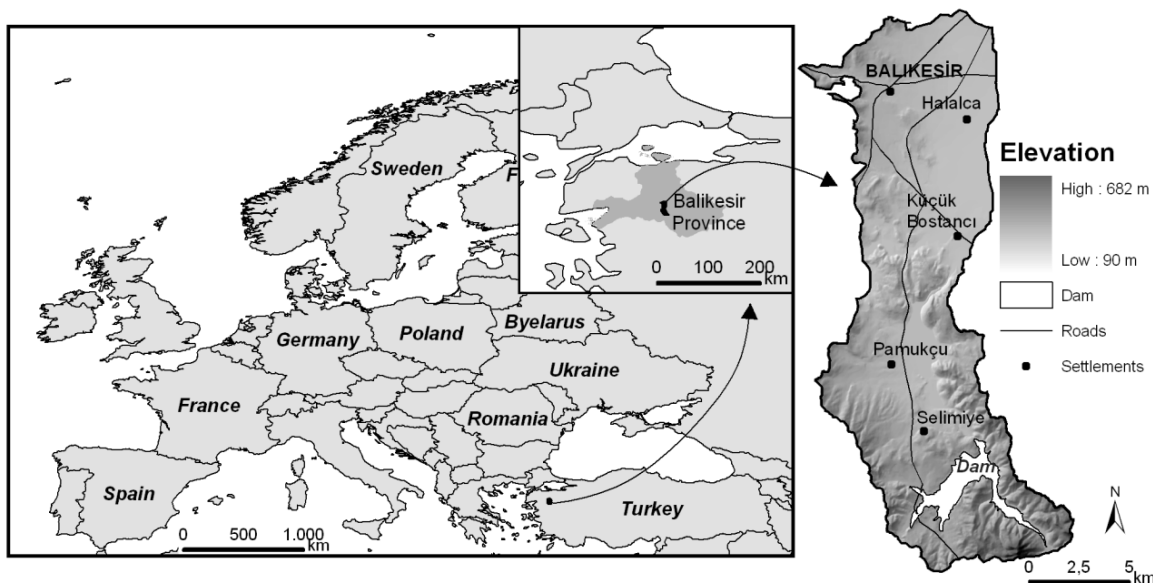 Sweden
F
Byelarus
Poland
Germany
Ukraine
France
Romania
Spain
Turkey
0 500 1.000
km
Balikesir
Province
0 100 200
km
BALIKESİR
Halalca
Küçük
Bostancı
Pamukçu
Selimiye
Dam
Elevation
High : 682 m
Low : 90 m
Dam
Roads
Settlements
N
0 2,5 5
km